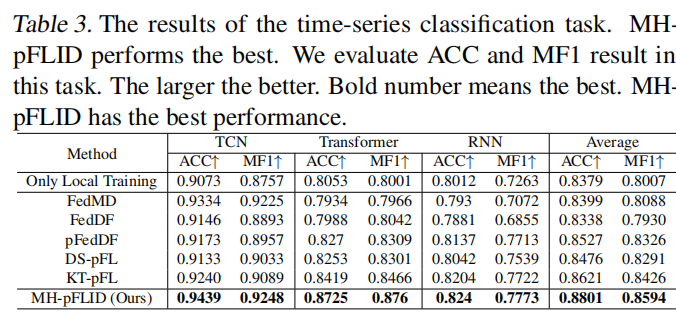 Table 3. The results of the time-series classification task. MH-
pFLID performs the best. We evaluate ACC and MF1 result in
this task. The larger the better. Bold number means the best. MH-
pFLID has the best performance.
Method TCN Transformer RNN Average
ACC↑ MF1↑ ACC↑ MF1↑ ACC↑ MF1↑ ACC↑ MF1↑
Only Local Training 0.9073 0.8757 0.8053 0.8001 0.8012 0.7263 0.8379 0.8007
FedMD 0.9334 0.9225 0.7934 0.7966 0.793 0.7072 0.8399 0.8088
FedDF 0.9146 0.8893 0.7988 0.8042 0.7881 0.6855 0.8338 0.7930
pFedDF 0.9173 0.8957 0.827 0.8309 0.8137 0.7713 0.8527 0.8326
DS-pFL 0.9133 0.9033 0.8253 0.8301 0.8042 0.7539 0.8476 0.8291
KT-pFL 0.9240 0.9089 0.8419 0.8466 0.8204 0.7722 0.8621 0.8426
MH-pFLID (Ours) 0.9439 0.9248 0.8725 0.876 0.824 0.7773 0.8801 0.8594